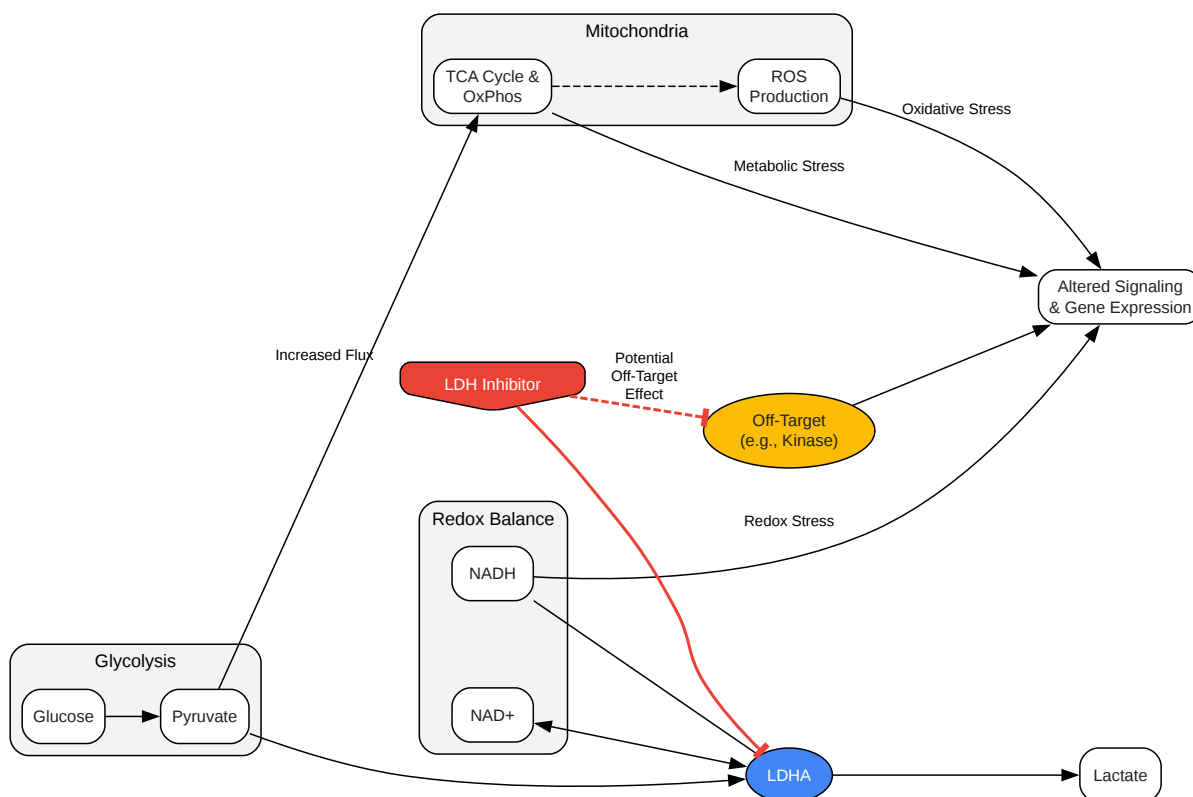 Mitochondria
TCA Cycle &
OxPhos
ROS
Production
Oxidative Stress
Metabolic Stress
Altered Signaling
& Gene Expression
Increased Flux
LDH Inhibitor
Potential
Off-Target
Effect
Off-Target
(e.g., Kinase)
Redox Balance
Redox Stress
NADH
Glycolysis
Glucose
Pyruvate
NAD+
LDHA
Lactate